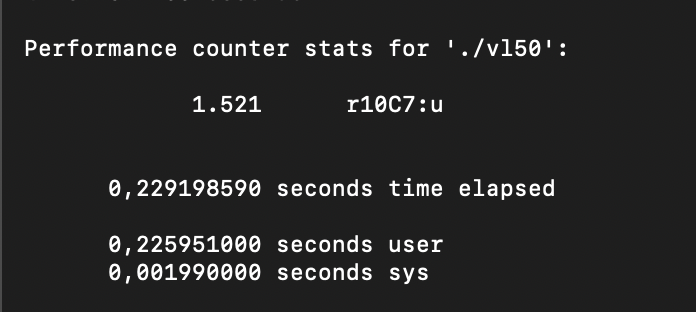 Performance counter stats for './vl50':
1.521 r10C7:u
0,229198590 seconds time elapsed
0,225951000 seconds user
0,001990000 seconds sys